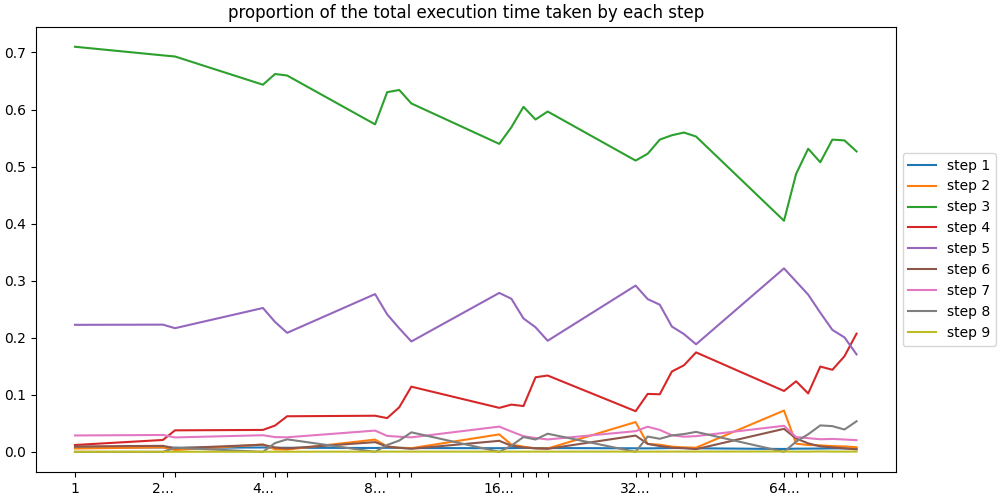 proportion of the total execution time taken by each step
0.7
0.6
0.5
0.4
0.3
0.2
0.1
0.0
1 2... 4... 8... 16... 32... 64...
step 1
step 2
step 3
step 4
step 5
step 6
step 7
step 8
step 9